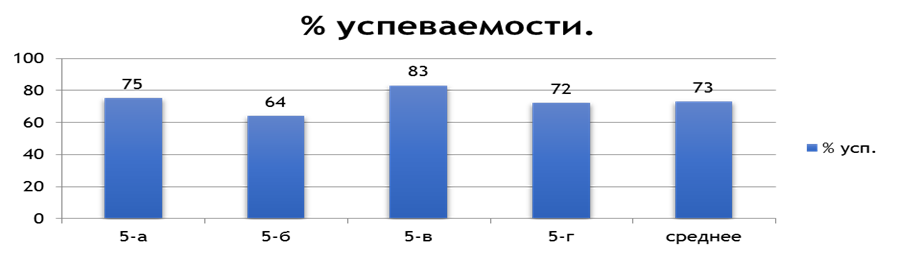 % успеваемости.
100
80
60
40
20
0
75
64
83
72
73
5-а
5-б
5-в
5-г
среднее
% усп.